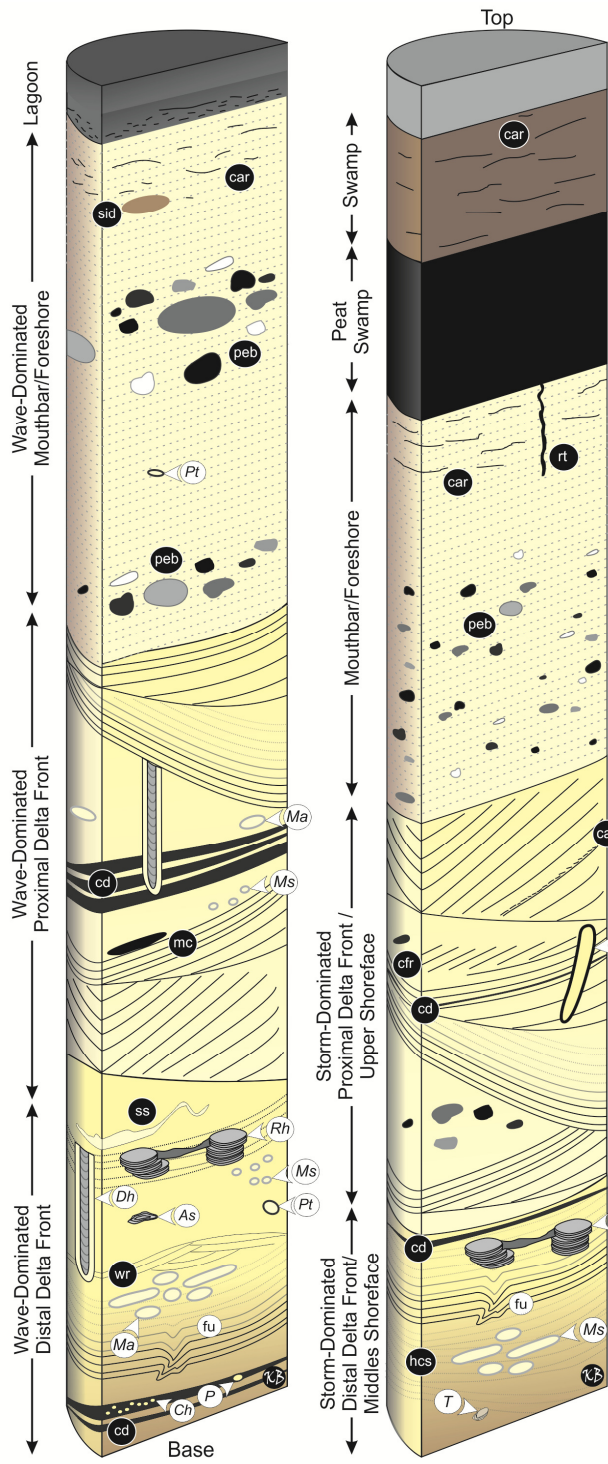 Lagoon
Wave-Dominated
Mouthbar/Foreshore
Wave-Dominated
Proximal Delta Front
Wave-Dominated
Distal Delta Front
car
sid
peb
Pt
peb
Ma
cd
Ms
mc
ss
Rh
Ms
Dh
As
Pt
wr
Ma
fu
P
Ch
KB
cd
Base
Top
Swamp
Peat
Swamp
Mouthbar/Foreshore
Storm-Dominated
Proximal Delta Front /
Upper Shoreface
Storm-Dominated
Distal Delta Front/
Middles Shoreface
car
rt
car
peb
ca
cfr
cd
cd
fu
Ms
hcs
T
KB